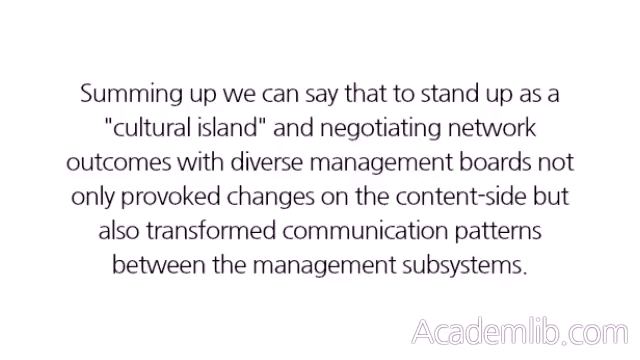 Summing up we can say that to stand up as a
"cultural island" and negotiating network
outcomes with diverse management boards not
only provoked changes on the content-side but
also transformed communication patterns
between the management subsystems.
Academlib.com